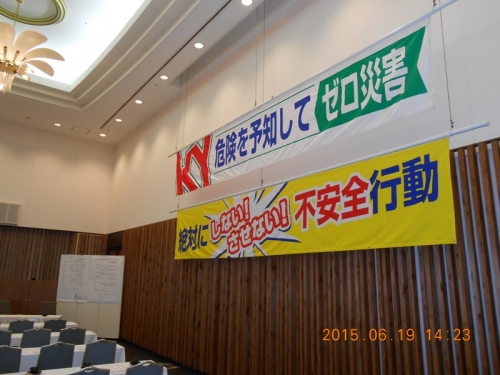 KY 危険を予知して ゼロ災害
絶対に しない! させない! 不安全行動
2015.06.19 14:23